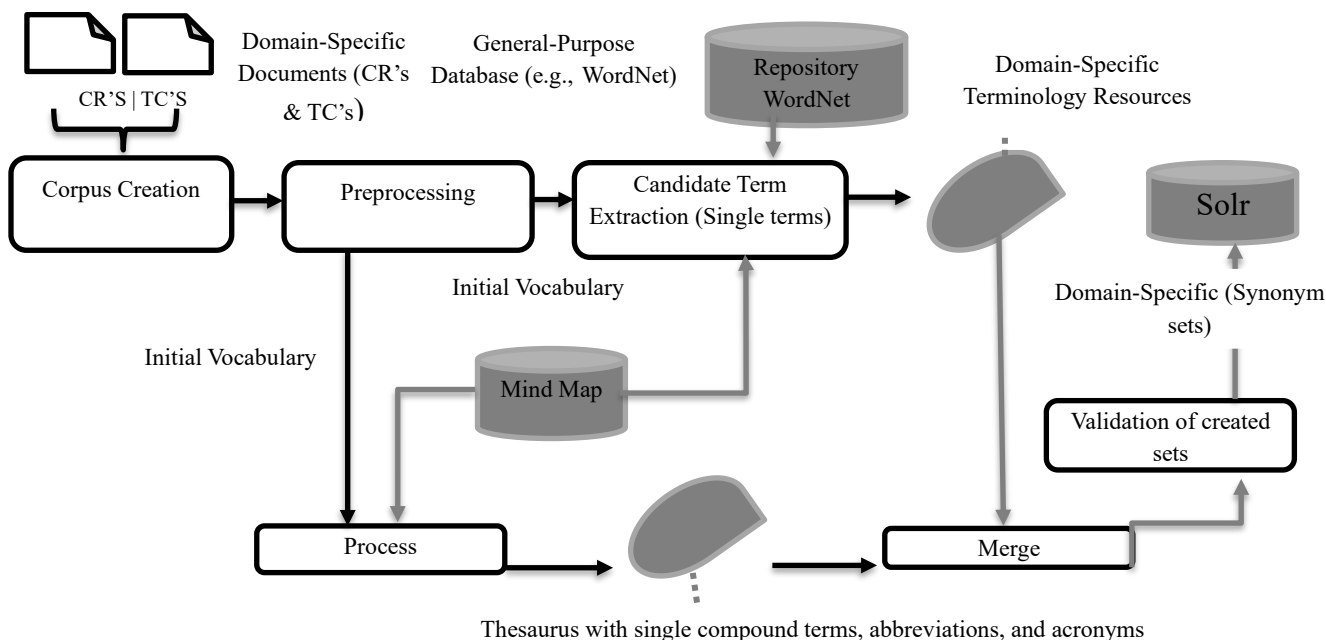 Domain-Specific
Documents (CR's
& TC's)
General-Purpose
Database (e.g., WordNet)
Repository
WordNet
Domain-Specific
Terminology Resources
CR'S | TC'S
Corpus Creation
Preprocessing
Candidate Term
Extraction (Single terms)
Solr
Initial Vocabulary
Domain-Specific (Synonym
sets)
Initial Vocabulary
Mind Map
Validation of created
sets
Process
Merge
Thesaurus with single compound terms, abbreviations, and acronyms